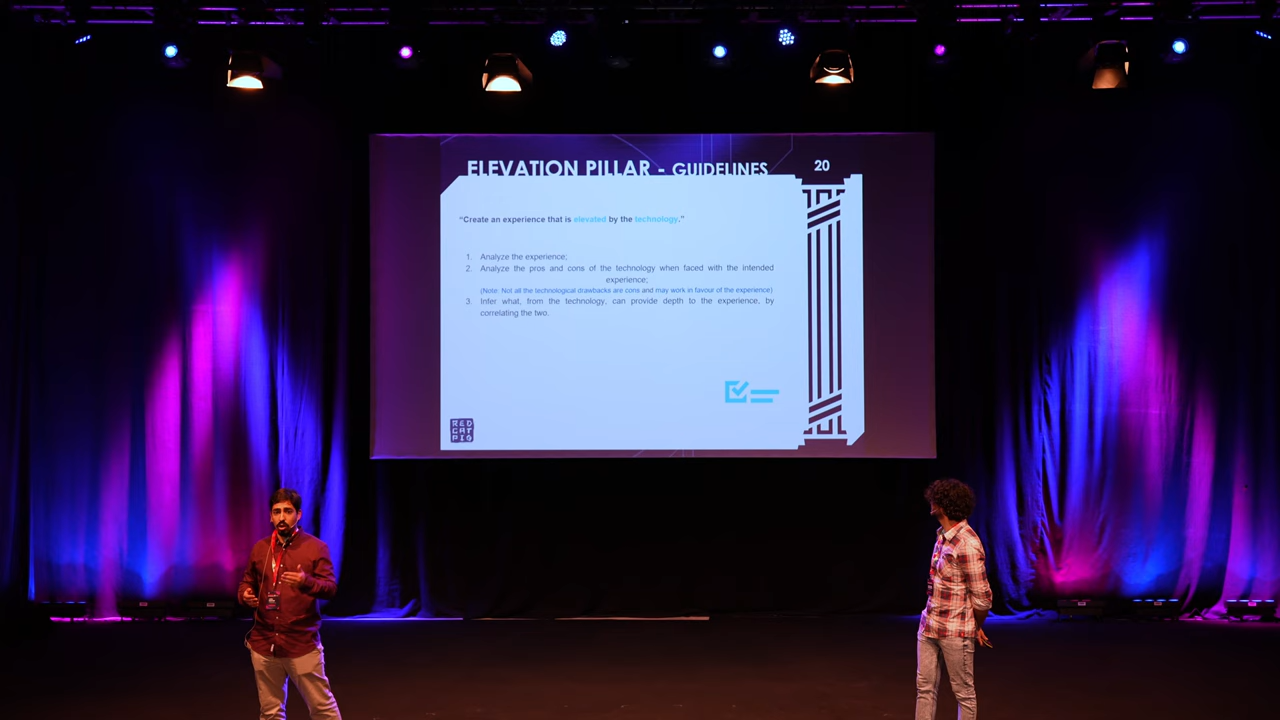 ELEVATION PILLAR - GUIDELINES
20
“Create an experience that is elevated by the technology.”
1. Analyze the experience;
2. Analyze the pros and cons of the technology when faced with the intended
experience;
(Note: Not all the technological drawbacks are cons and may work in favour of the experience)
3. Infer what, from the technology, can provide depth to the experience, by
correlating the two.
RED
CAT
PIG